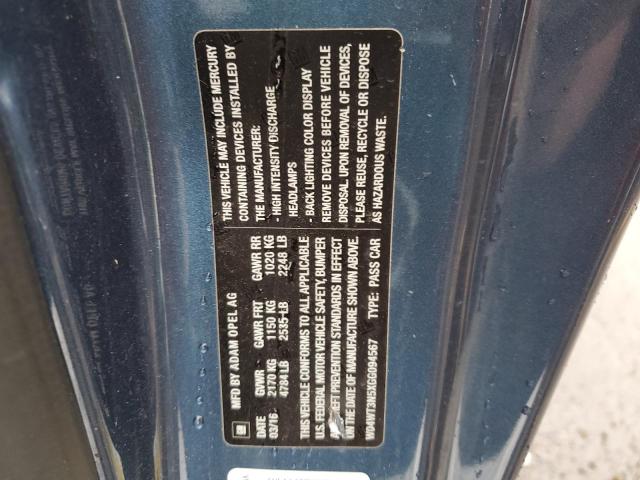 MFD BY ADAM OPEL AG
DATE GVWR GAWR FRT GAWR RR
03/16 2170 KG 1150 KG 1020 KG
4784 LB 2535 LB 2248 LB
THIS VEHICLE CONFORMS TO ALL APPLICABLE
U.S. FEDERAL MOTOR VEHICLE SAFETY, BUMPER
THEFT PREVENTION STANDARDS IN EFFECT
ON THE DATE OF MANUFACTURE SHOWN ABOVE.
W04WT3N5XGG094567 TYPE: PASS CAR
THIS VEHICLE MAY INCLUDE MERCURY
CONTAINING DEVICES INSTALLED BY
THE MANUFACTURER:
- HIGH INTENSITY DISCHARGE
HEADLAMPS
- BACK LIGHTING COLOR DISPLAY
REMOVE DEVICES BEFORE VEHICLE
DISPOSAL, UPON REMOVAL OF DEVICES,
PLEASE REUSE, RECYCLE OR DISPOSE
AS HAZARDOUS WASTE.
GM